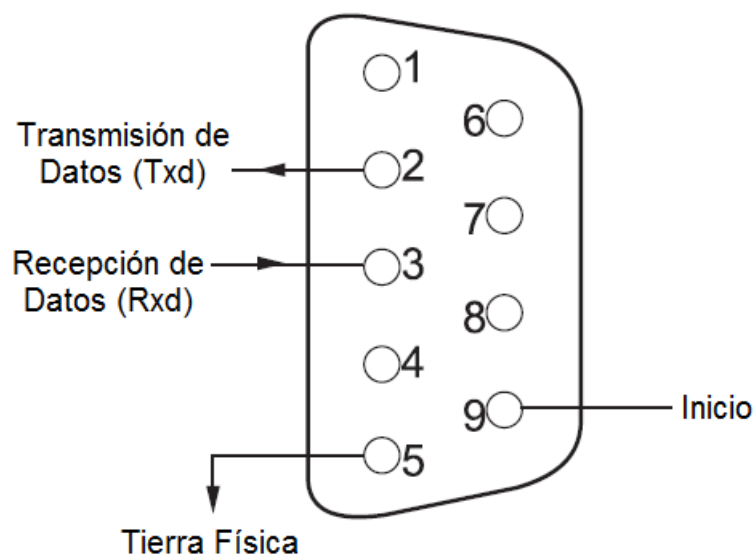 1
6
Transmisión de
Datos (Txd)
2
7
Recepción de
Datos (Rxd)
3
8
4
9
Inicio
5
Tierra Física